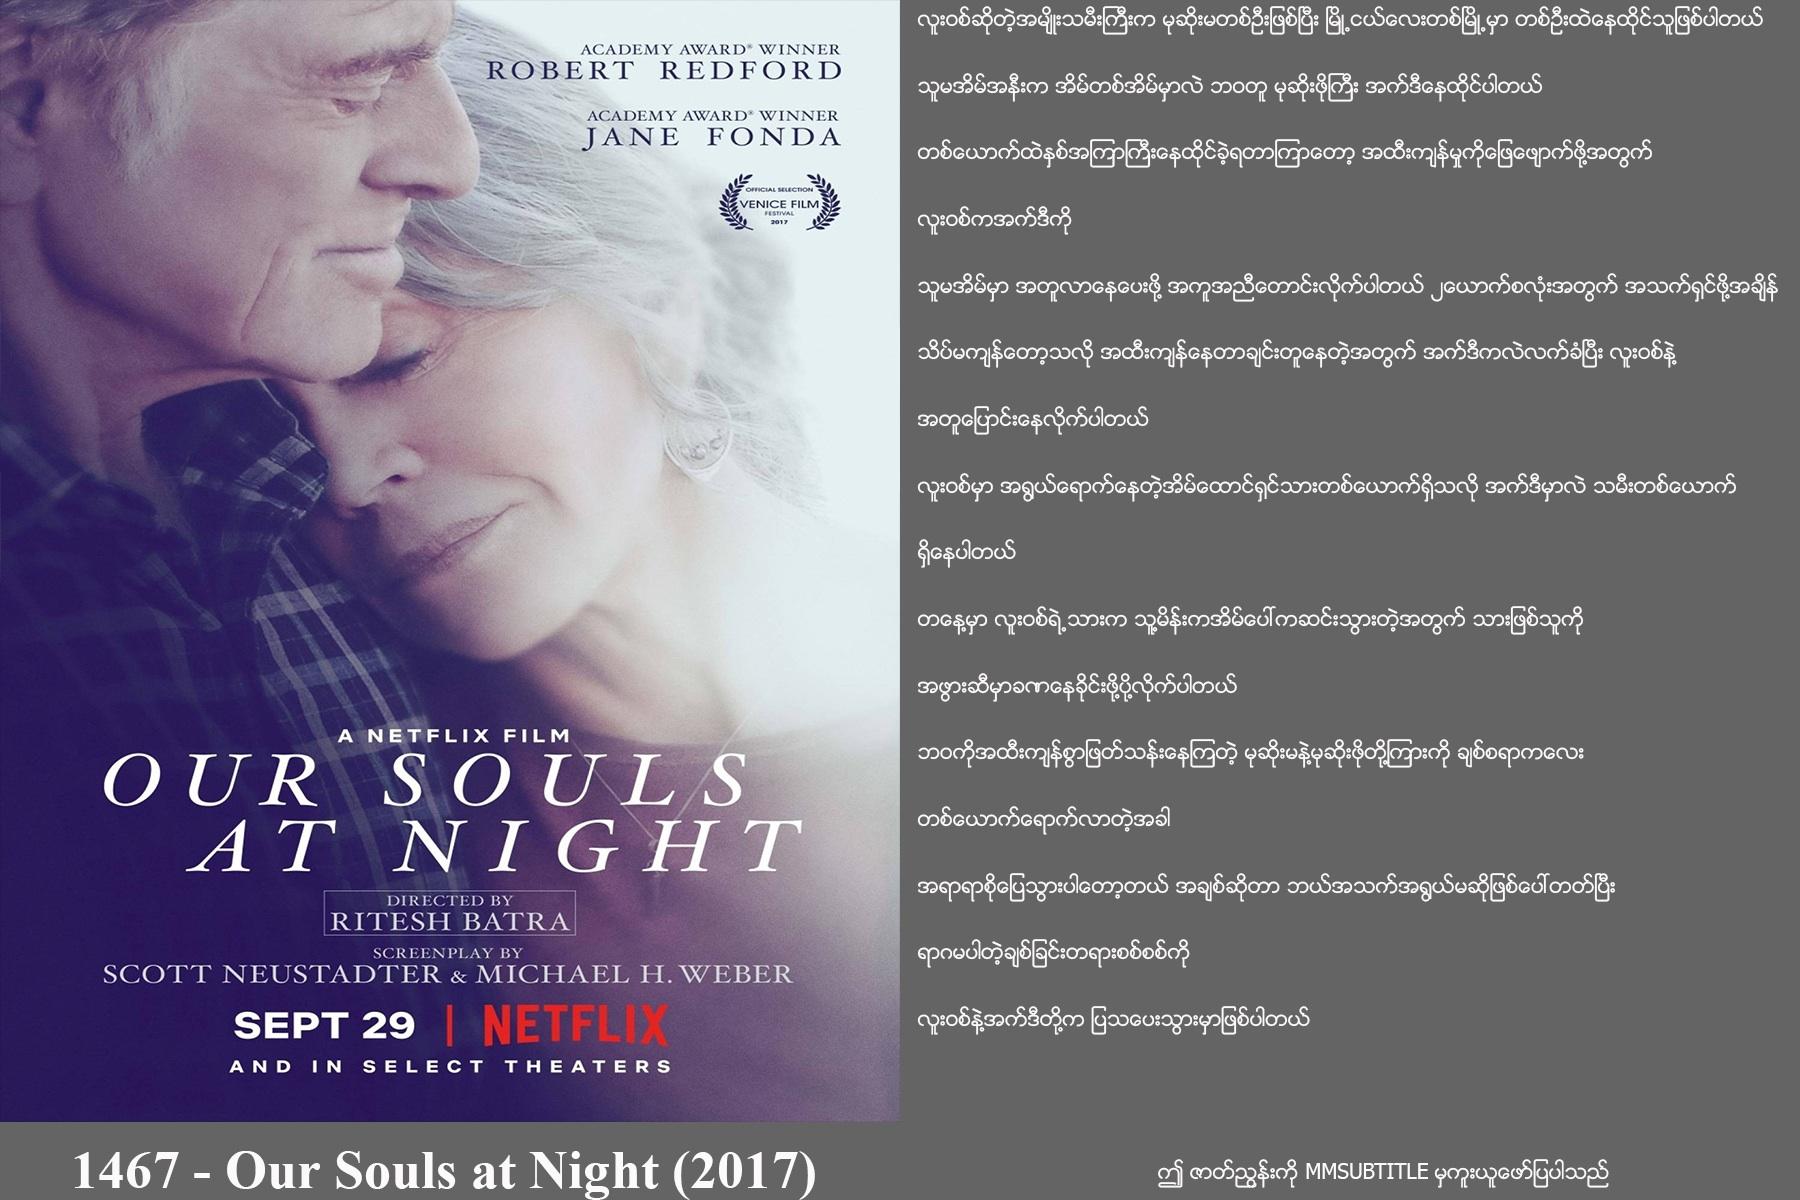 ACADEMY AWARD® WINNER
ROBERT REDFORD
ACADEMY AWARD® WINNER
JANE FONDA
OFFICIAL SELECTION
VENICE FILM
FESTIVAL
2017
A NETFLIX FILM
OUR SOULS
AT NIGHT
DIRECTED BY
RITESH BATRA
SCREENPLAY BY
SCOTT NEUSTADTER & MICHAEL H. WEBER
SEPT 29 | NETFLIX
AND IN SELECT THEATERS
1467 - Our Souls at Night (2017)
လူးဝစ်ဆိုတဲ့အမျိုးသမီးကြီးက မုဆိုးမတစ်ဦးဖြစ်ပြီး မြို့ငယ်လေးတစ်မြို့မှာ တစ်ဦးထဲနေထိုင်သူဖြစ်ပါတယ်
သူမအိမ်အနီးက အိမ်တစ်အိမ်မှာလဲ ဘဝတူ မုဆိုးဖိုကြီး အက်ဒီနေထိုင်ပါတယ်
တစ်ယောက်ထဲနှစ်အကြာကြီးနေထိုင်ခဲ့ရတာကြာတော့ အထီးကျန်မှုကိုဖြေဖျောက်ဖို့အတွက်
လူးဝစ်ကအက်ဒီကို
သူမအိမ်မှာ အတူလာနေပေးဖို့ အကူအညီတောင်းလိုက်ပါတယ် ၂ယောက်စလုံးအတွက် အသက်ရှင်ဖို့အချိန်
သိပ်မကျန်တော့သလို အထီးကျန်နေတာချင်းတူနေတဲ့အတွက် အက်ဒီကလဲလက်ခံပြီး လူးဝစ်နဲ့
အတူပြောင်းနေလိုက်ပါတယ်
လူးဝစ်မှာ အရွယ်ရောက်နေတဲ့အိမ်ထောင်ရှင်သားတစ်ယောက်ရှိသလို အက်ဒီမှာလဲ သမီးတစ်ယောက်
ရှိနေပါတယ်
တနေ့မှာ လူးဝစ်ရဲ့သားက သူ့မိန်းကအိမ်ပေါ်ကဆင်းသွားတဲ့အတွက် သားဖြစ်သူကို
အဖွားဆီမှာခဏနေခိုင်းဖို့ပို့လိုက်ပါတယ်
ဘဝကိုအထီးကျန်စွာဖြတ်သန်းနေကြတဲ့ မုဆိုးမနဲ့မုဆိုးဖိုတို့ကြားကို ချစ်စရာကလေး
တစ်ယောက်ရောက်လာတဲ့အခါ
အရာရာစိုပြေသွားပါတော့တယ် အချစ်ဆိုတာ ဘယ်အသက်အရွယ်မဆိုဖြစ်ပေါ်တတ်ပြီး
ရာဂမပါတဲ့ချစ်ခြင်းတရားစစ်စစ်ကို
လူးဝစ်နဲ့အက်ဒီတို့က ပြသပေးသွားမှာဖြစ်ပါတယ်
ဤ ဇာတ်ညွှန်းကို MMSUBTITLE မှကူးယူဖော်ပြပါသည်